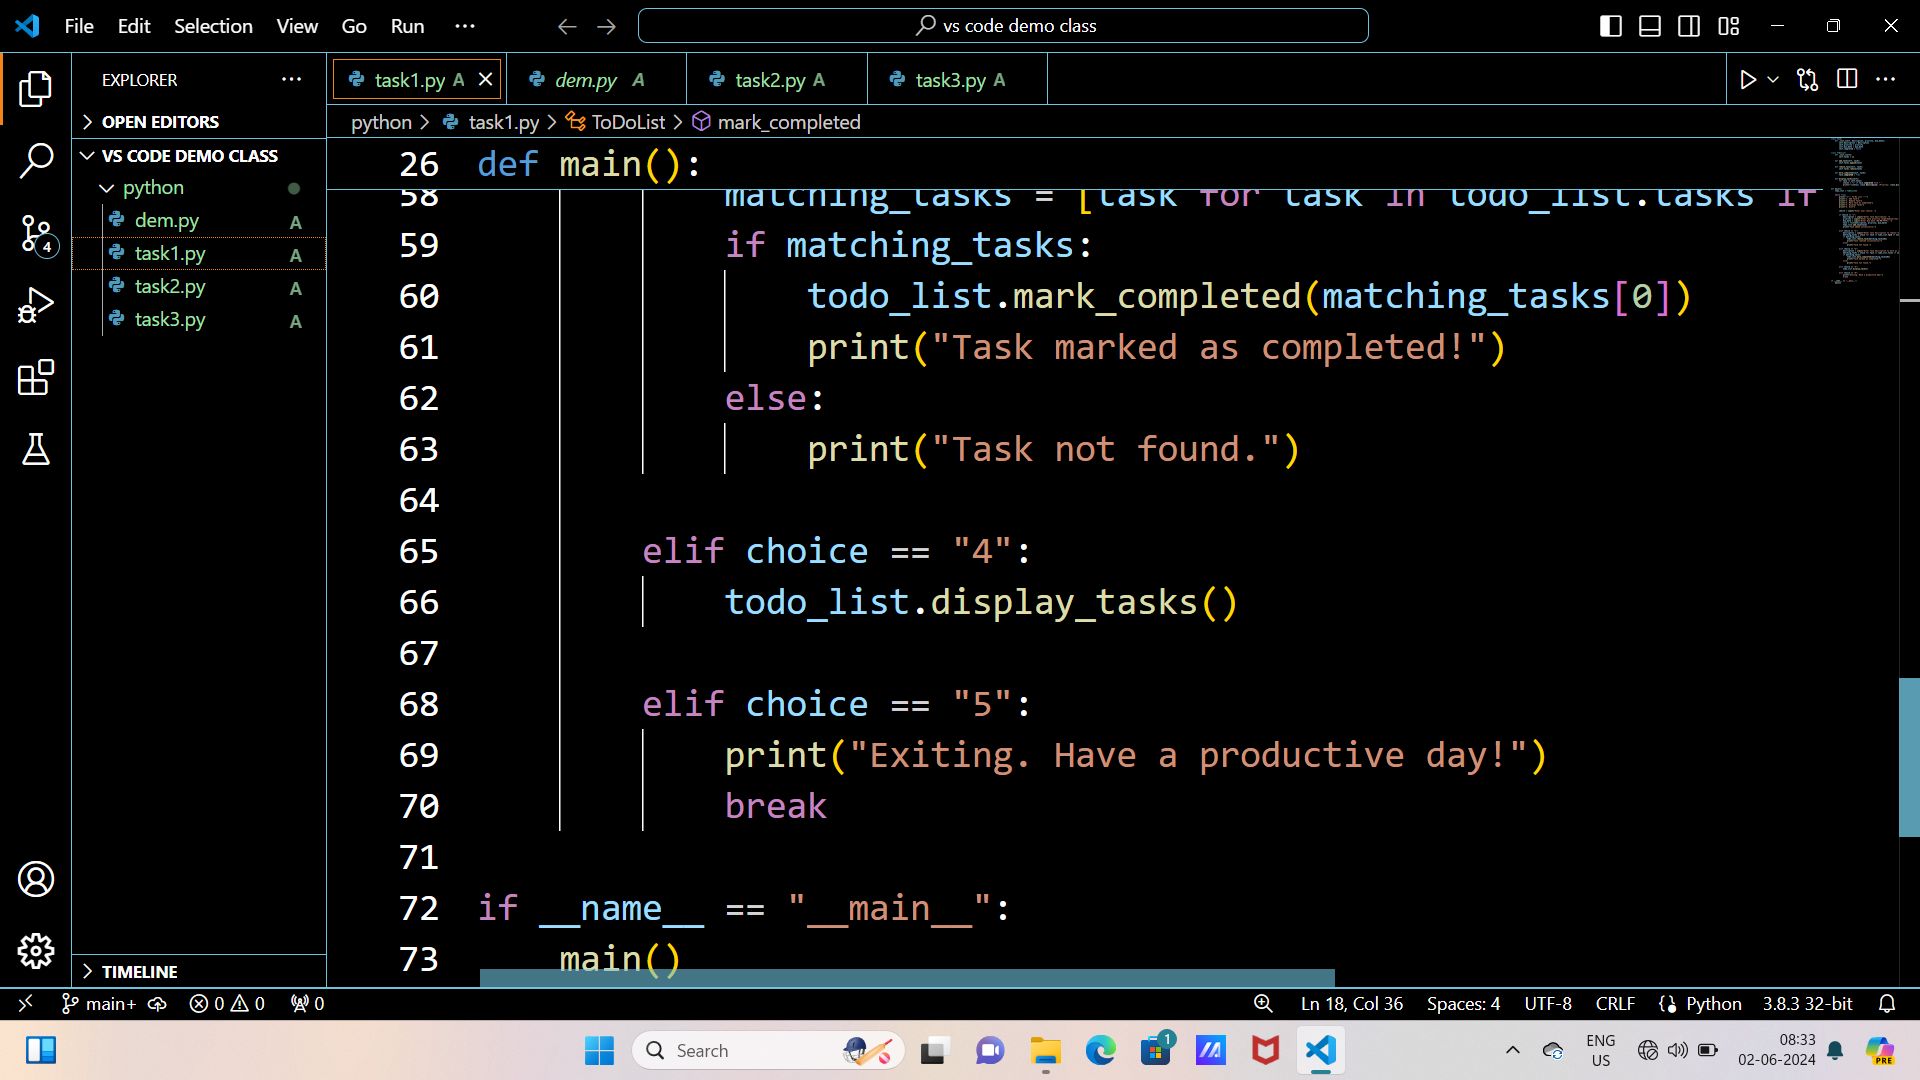 File Edit Selection View Go Run ···
vs code demo class
EXPLORER
OPEN EDITORS
VS CODE DEMO CLASS
python
dem.py A
task1.py A
task2.py A
task3.py A
TIMELINE
4
task1.py A
dem.py A
task2.py A
task3.py A
python > task1.py > ToDoList > mark_completed
26 def main():
58 matching_tasks = [task for task in todo_list.tasks if
59 if matching_tasks:
60 todo_list.mark_completed(matching_tasks[0])
61 print("Task marked as completed!")
62 else:
63 print("Task not found.")
64
65 elif choice == "4":
66 todo_list.display_tasks()
67
68 elif choice == "5":
69 print("Exiting. Have a productive day!")
70 break
71
72 if __name__ == "__main__":
73 main()
main+ 0 0 0
Ln 18, Col 36 Spaces: 4 UTF-8 CRLF Python 3.8.3 32-bit
Search
1
ENG
US
08:33
02-06-2024
PRE